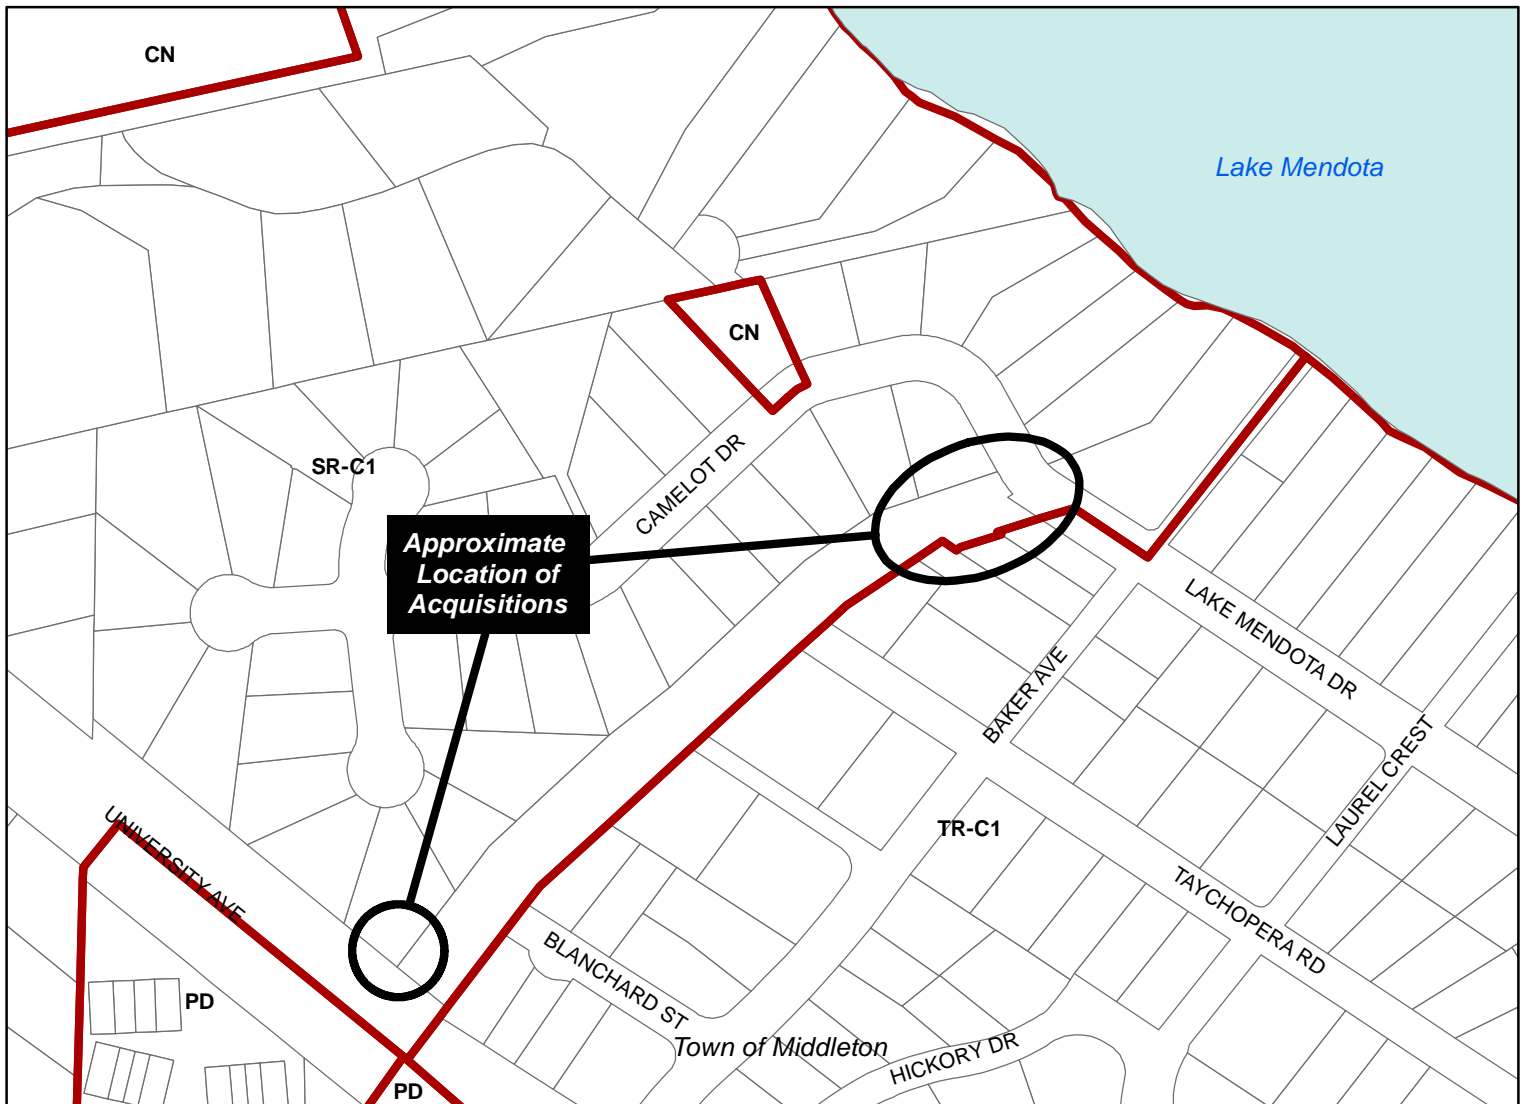 CN
Lake Mendota
CN
CAMELOT DR
SR-C1
Approximate
Location of
Acquisitions
LAKE MENDOTA DR
BAKER AVE
LAUREL CREST
UNIVERSITY AVE
TR-C1
TAYCHOPERA RD
BLANCHARD ST
PD
Town of Middleton
HICKORY DR
PD